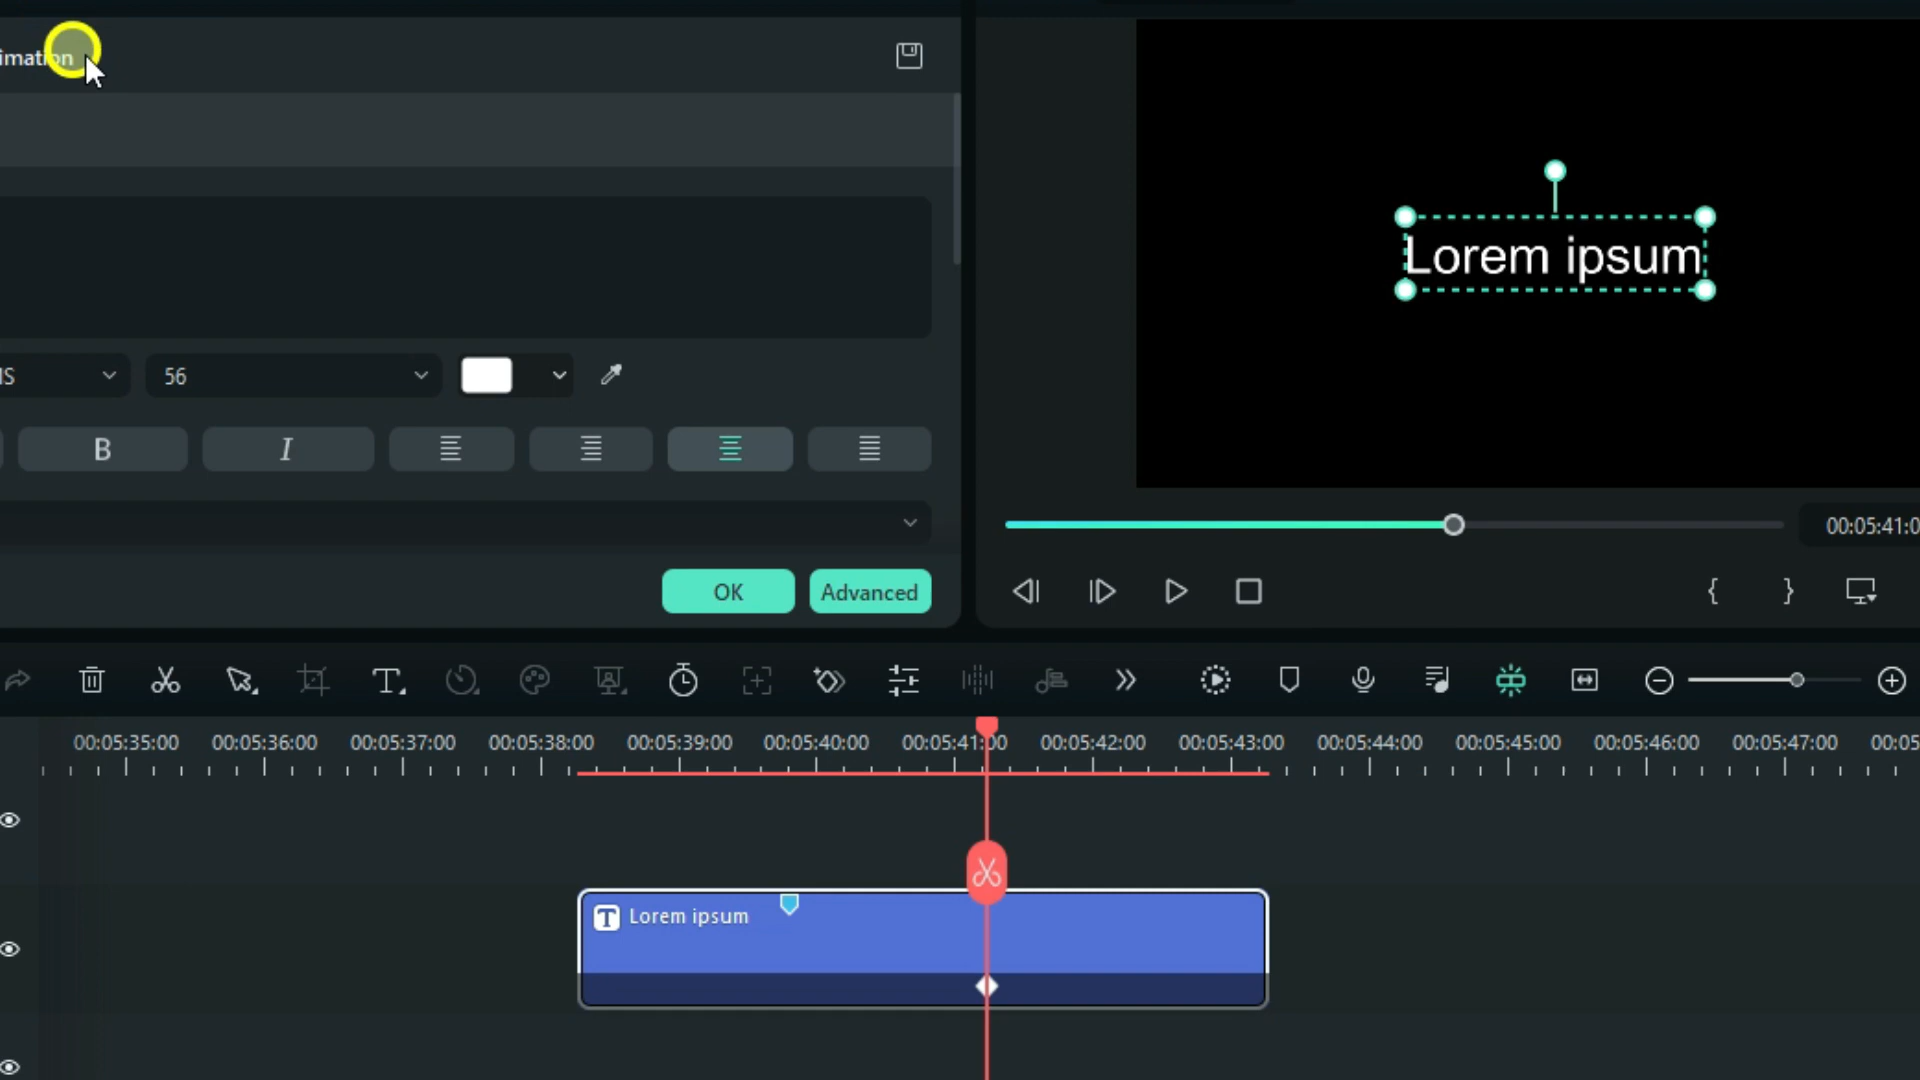 imation
Lorem ipsum
IS
56
B
I
00:05:41:0
OK
Advanced
00:05:35:00
00:05:36:00
00:05:37:00
00:05:38:00
00:05:39:00
00:05:40:00
00:05:41:00
00:05:42:00
00:05:43:00
00:05:44:00
00:05:45:00
00:05:46:00
00:05:47:00
00:05
T Lorem ipsum